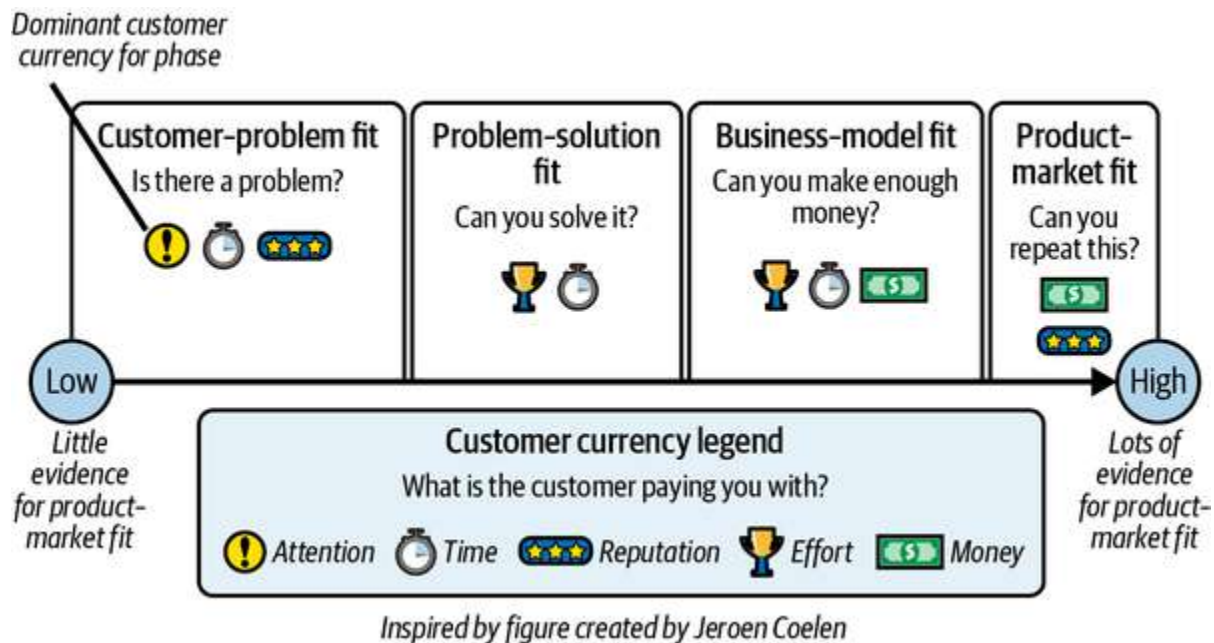 Dominant customer
currency for phase
Customer-problem fit
Is there a problem?
Problem-solution
fit
Can you solve it?
Business-model fit
Can you make enough
money?
Product-
market fit
Can you
repeat this?
Low
High
Little
evidence
for product-
market fit
Lots of
evidence
for product-
market fit
Customer currency legend
What is the customer paying you with?
Attention Time Reputation Effort Money
Inspired by figure created by Jeroen Coelen